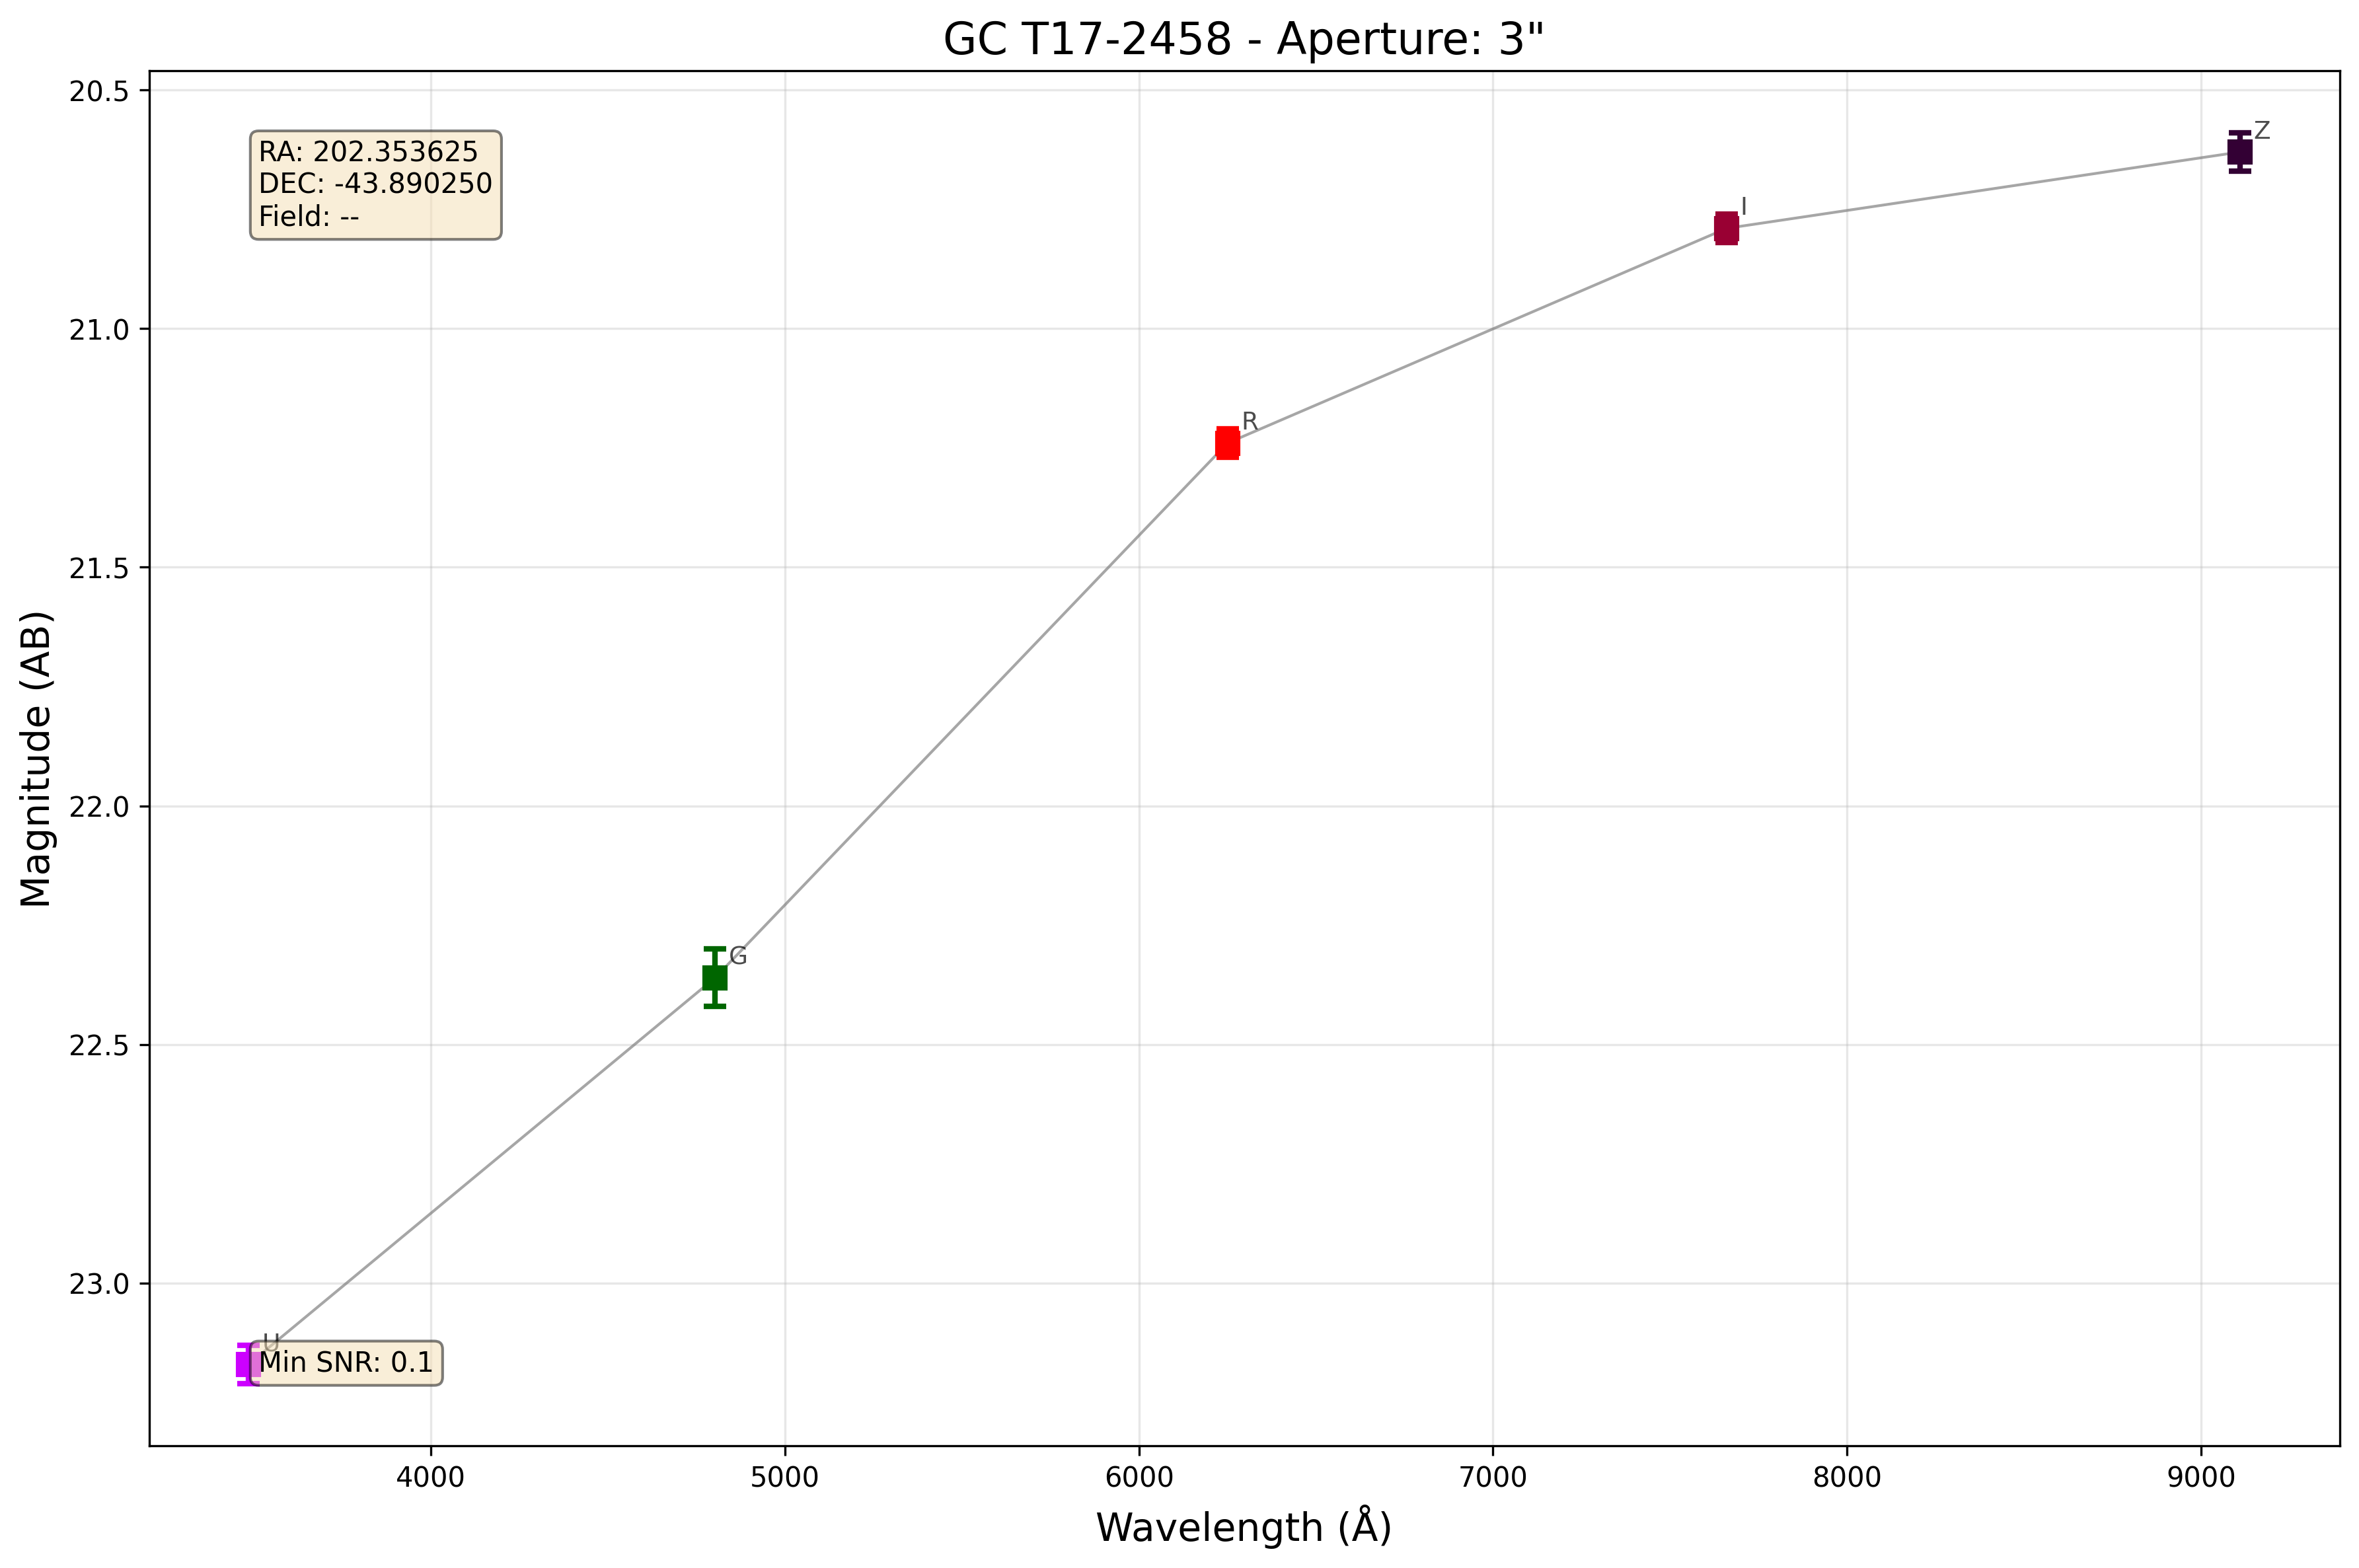 GC T17-2458 - Aperture: 3"
20.5
RA: 202.353625
DEC: -43.890250
Field: --
Z
I
21.0
R
21.5
Magnitude (AB)
22.0
G
22.5
23.0
U
Min SNR: 0.1
4000 5000 6000 7000 8000 9000
Wavelength (Å)